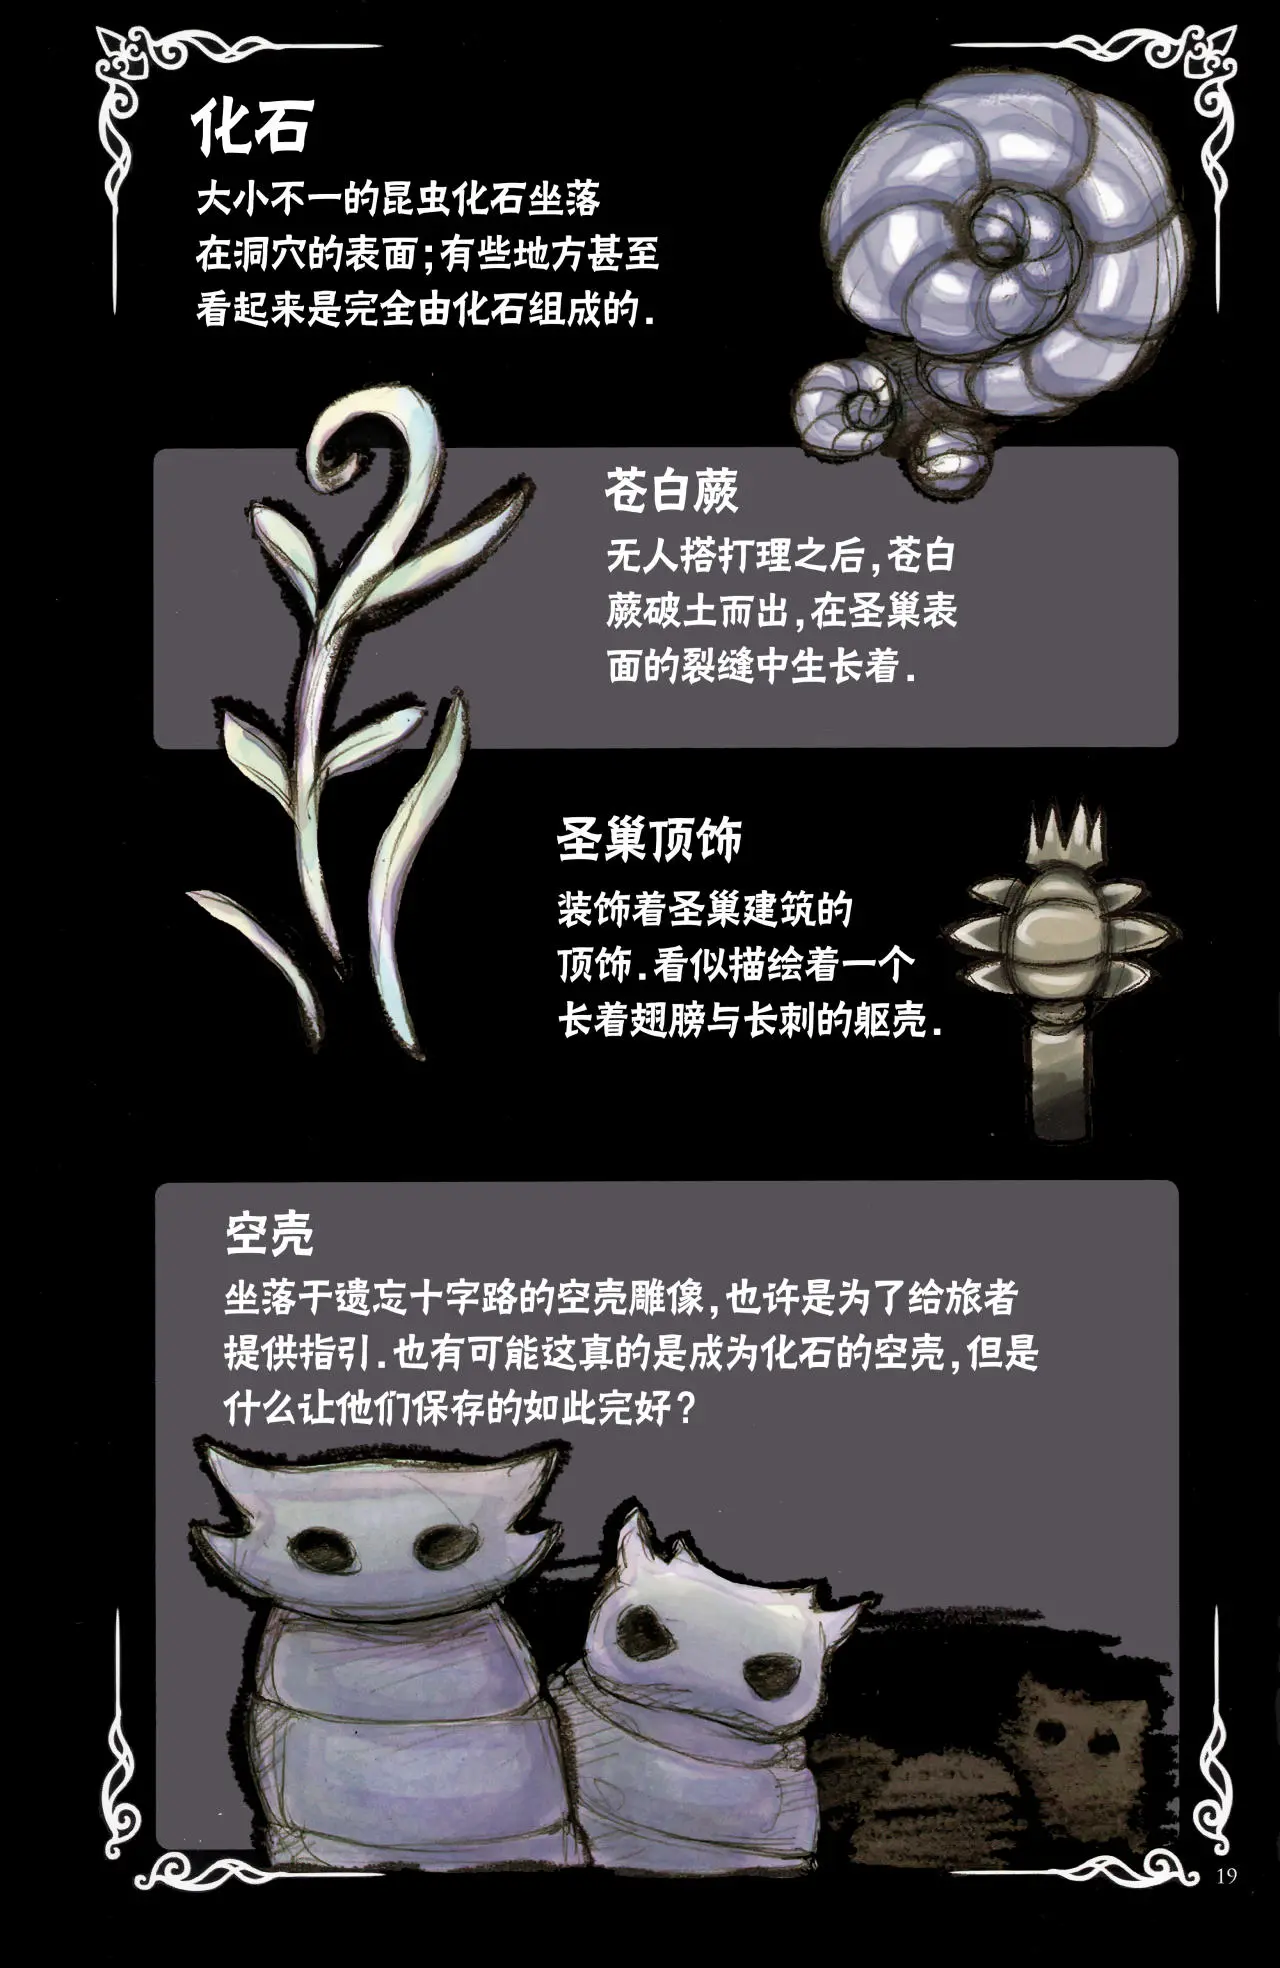 化石
大小不一的昆虫化石坐落
在洞穴的表面;有些地方甚至
看起来是完全由化石组成的.
苍白蕨
无人搭打理之后,苍白
蕨破土而出,在圣巢表
面的裂缝中生长着.
圣巢顶饰
装饰着圣巢建筑的
顶饰.看似描绘着一个
长着翅膀与长刺的躯壳.
空壳
坐落于遗忘十字路的空壳雕像,也许是为了给旅者
提供指引.也有可能这真的是成为化石的空壳,但是
什么让他们保存的如此完好?
19